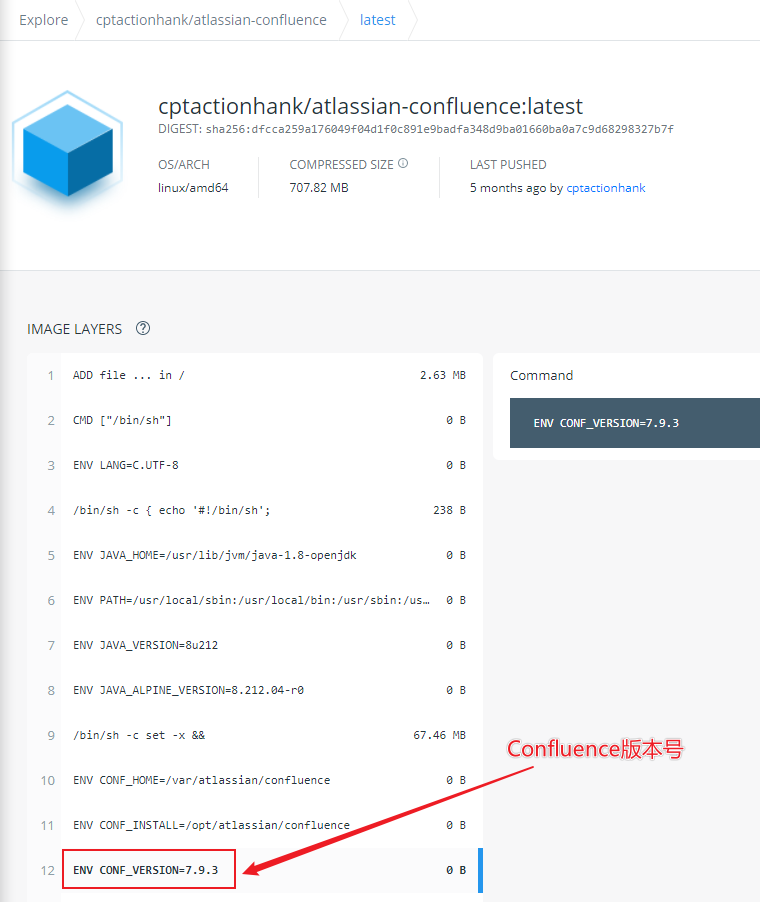 Explore cptactionhank/atlassian-confluence latest
cptactionhank/atlassian-confluence:latest
DIGEST: sha256:dfcca259a176049f04d1f0c891e9badfa348d9ba01660ba0a7c9d68298327b7f
OS/ARCH COMPRESSED SIZE LAST PUSHED
linux/amd64 707.82 MB 5 months ago by cptactionhank
IMAGE LAYERS ?
1 ADD file ... in / 2.63 MB
2 CMD ["/bin/sh"] 0 B
3 ENV LANG=C.UTF-8 0 B
4 /bin/sh -c { echo '#!/bin/sh'; 238 B
5 ENV JAVA_HOME=/usr/lib/jvm/java-1.8-openjdk 0 B
6 ENV PATH=/usr/local/sbin:/usr/local/bin:/usr/sbin:/us… 0 B
7 ENV JAVA_VERSION=8u212 0 B
8 ENV JAVA_ALPINE_VERSION=8.212.04-r0 0 B
9 /bin/sh -c set -x && 67.46 MB
10 ENV CONF_HOME=/var/atlassian/confluence 0 B
11 ENV CONF_INSTALL=/opt/atlassian/confluence 0 B
12 ENV CONF_VERSION=7.9.3 0 B
Command
ENV CONF_VERSION=7.9.3
Confluence版本号